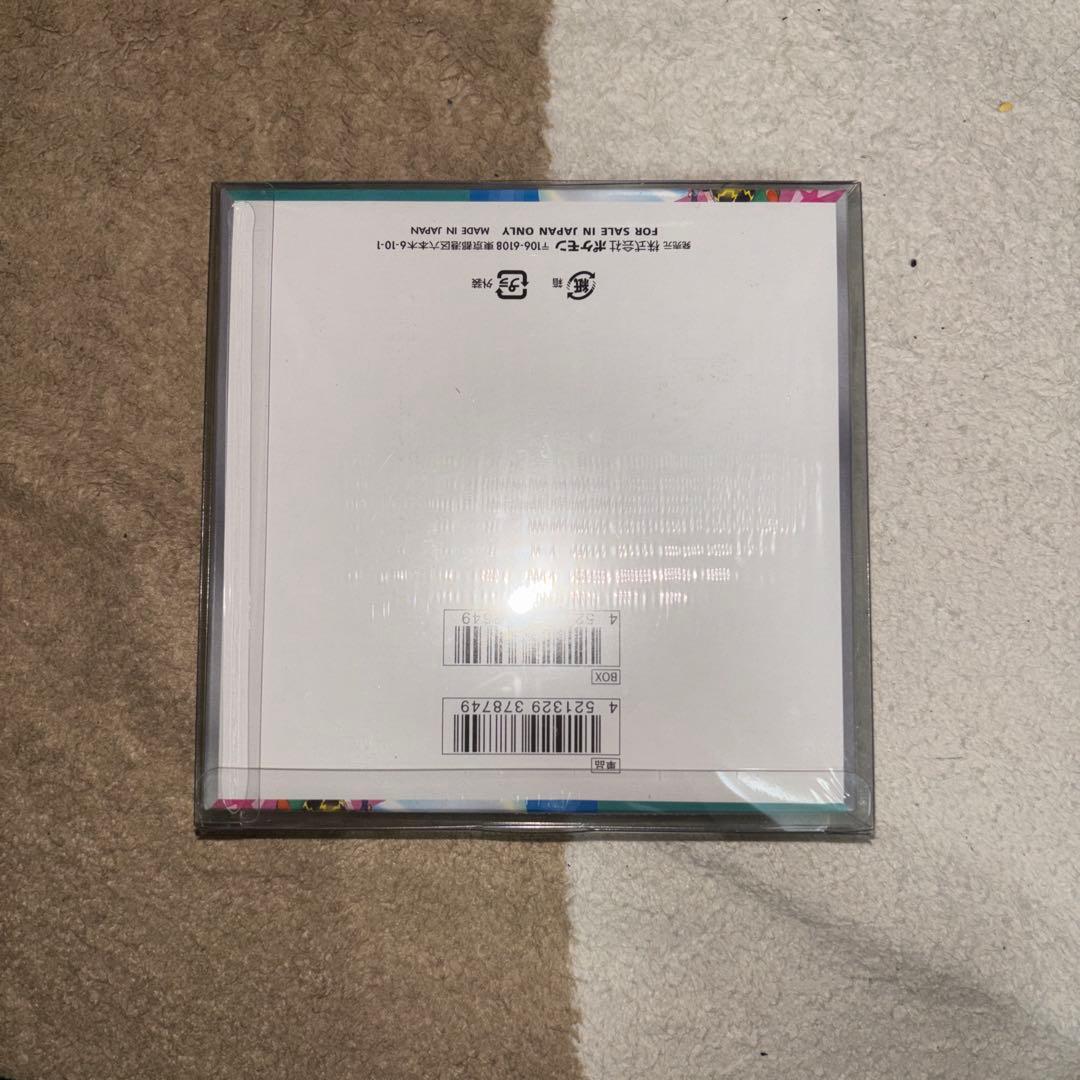 単品
4 521329 378749
BOX
紙 箱 プラ 外装
発売元 株式会社ポケモン 〒106-6108 東京都港区六本木6-10-1
FOR SALE IN JAPAN ONLY MADE IN JAPAN